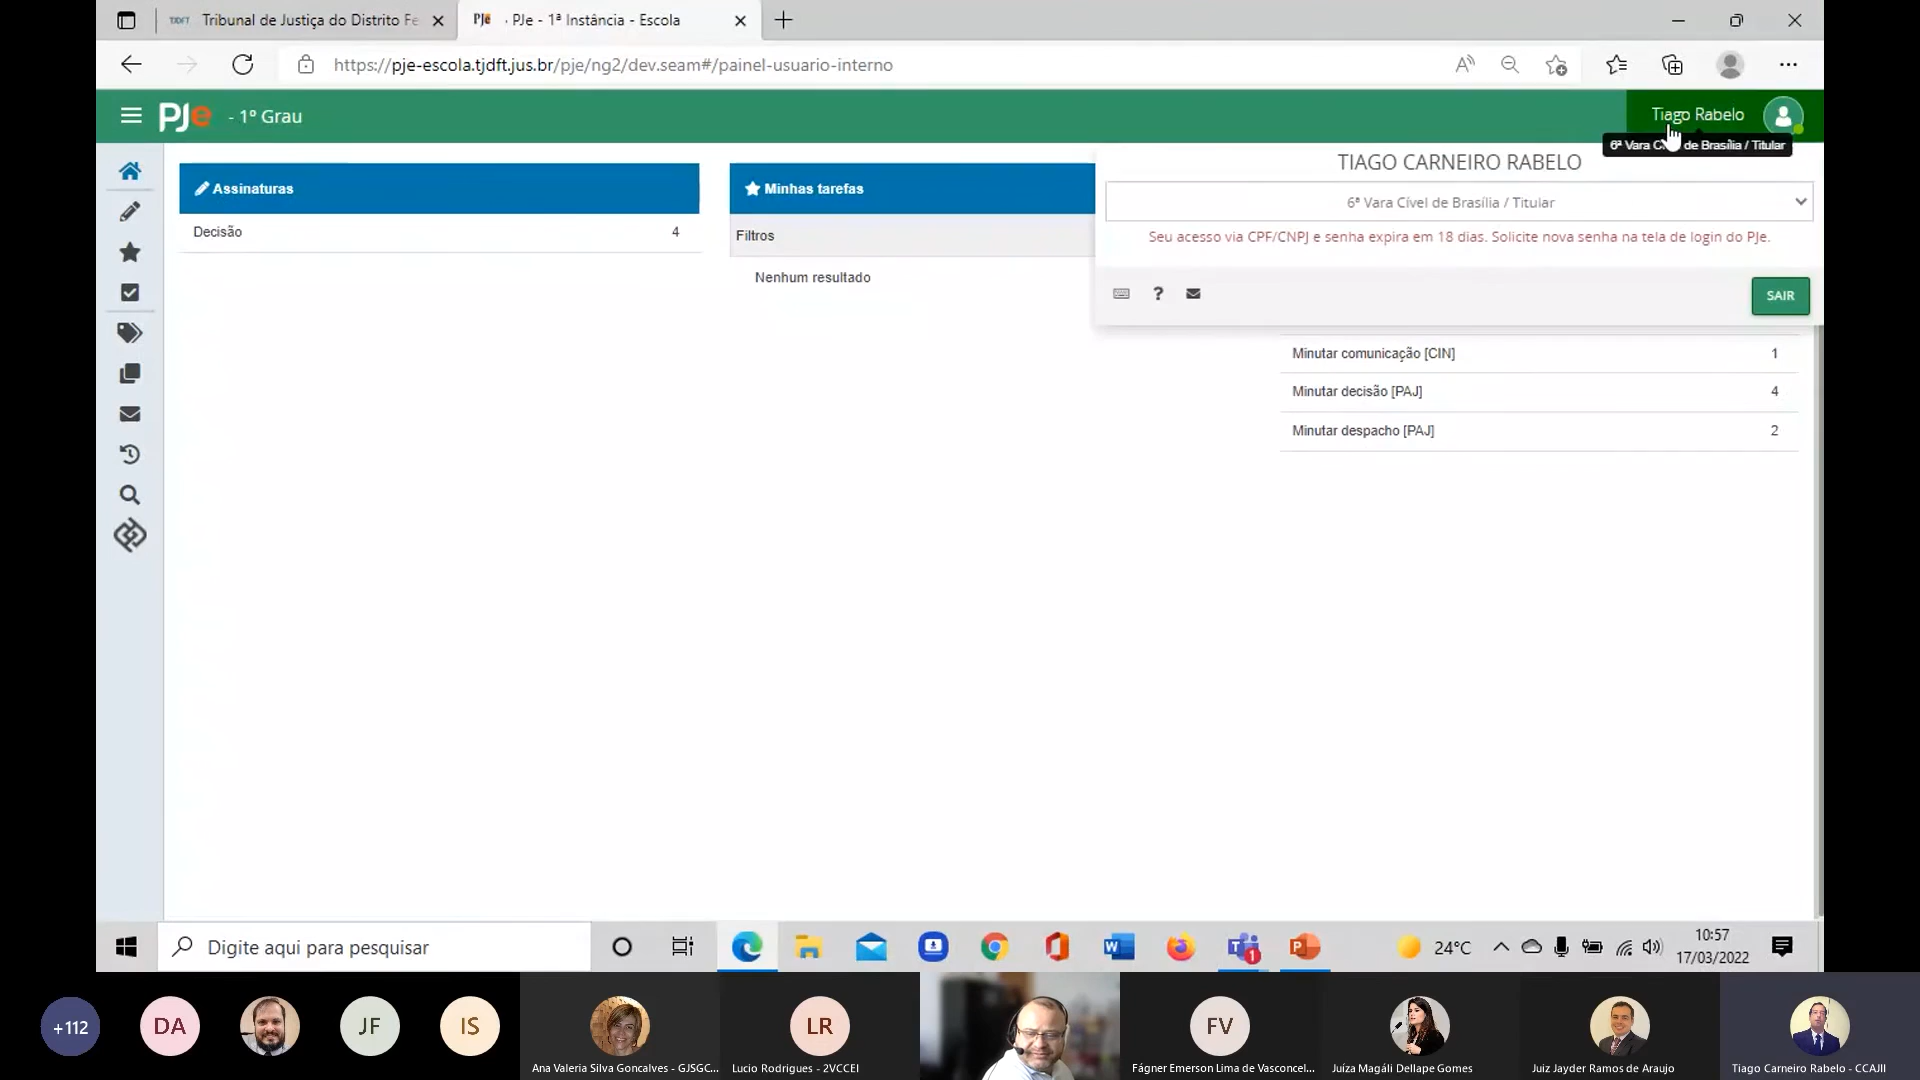 TJDFT Tribunal de Justiça do Distrito Fe
PJe · PJe - 1ª Instância - Escola
https://pje-escola.tjdft.jus.br/pje/ng2/dev.seam#/painel-usuario-interno
PJe - 1º Grau
Tiago Rabelo
6ª Vara Cível de Brasília / Titular
TIAGO CARNEIRO RABELO
6ª Vara Cível de Brasília / Titular
Seu acesso via CPF/CNPJ e senha expira em 18 dias. Solicite nova senha na tela de login do PJe.
?
SAIR
Assinaturas
Decisão 4
Minhas tarefas
Filtros
Nenhum resultado
Minutar comunicação [CIN] 1
Minutar decisão [PAJ] 4
Minutar despacho [PAJ] 2
Digite aqui para pesquisar
1
24°C
10:57
17/03/2022
+112
DA
JF
IS
LR
FV
Ana Valeria Silva Goncalves - GJSGC...
Lucio Rodrigues - 2VCCEI
Fágner Emerson Lima de Vasconcel...
Juíza Magáli Dellape Gomes
Juiz Jayder Ramos de Araujo
Tiago Carneiro Rabelo - CCAJII